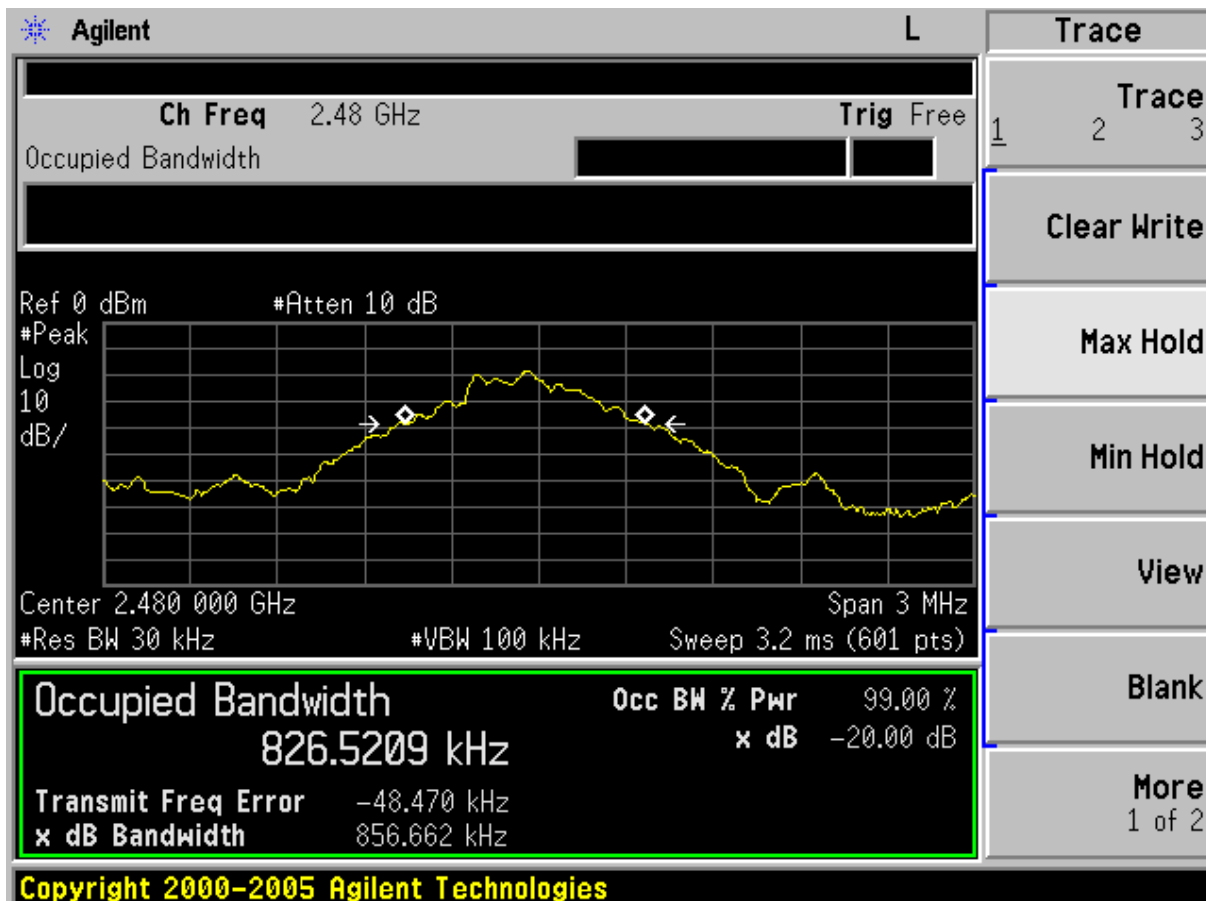 Agilent L Trace
Ch Freq 2.48 GHz Trig Free
Occupied Bandwidth
Trace
1 2 3
Clear Write
Ref 0 dBm #Atten 10 dB
#Peak
Log
10
dB/
Max Hold
Min Hold
View
Center 2.480 000 GHz Span 3 MHz
#Res BW 30 kHz #VBW 100 kHz Sweep 3.2 ms (601 pts)
Occupied Bandwidth
826.5209 kHz
Occ BW % Pwr 99.00 %
x dB -20.00 dB
Transmit Freq Error -48.470 kHz
x dB Bandwidth 856.662 kHz
Blank
More
1 of 2
Copyright 2000-2005 Agilent Technologies